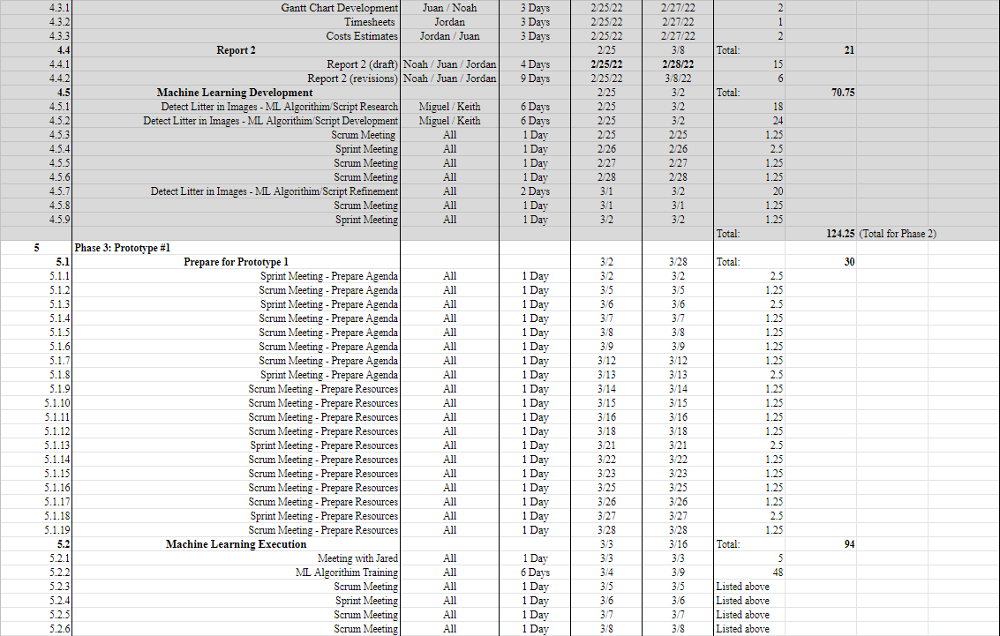 4.3.1 Gantt Chart Development Juan / Noah 3 Days 2/25/22 2/27/22 2
4.3.2 Timesheets Jordan 3 Days 2/25/22 2/27/22 1
4.3.3 Costs Estimates Jordan / Juan 3 Days 2/25/22 2/27/22 2
4.4 Report 2 2/25 3/8 Total: 21
4.4.1 Report 2 (draft) Noah / Juan / Jordan 4 Days 2/25/22 2/28/22 15
4.4.2 Report 2 (revisions) Noah / Juan / Jordan 9 Days 2/25/22 3/8/22 6
4.5 Machine Learning Development 2/25 3/2 Total: 70.75
4.5.1 Detect Litter in Images - ML Algorithim/Script Research Miguel / Keith 6 Days 2/25 3/2 18
4.5.2 Detect Litter in Images - ML Algorithim/Script Development Miguel / Keith 6 Days 2/25 3/2 24
4.5.3 Scrum Meeting All 1 Day 2/25 2/25 1.25
4.5.4 Sprint Meeting All 1 Day 2/26 2/26 2.5
4.5.5 Scrum Meeting All 1 Day 2/27 2/27 1.25
4.5.6 Scrum Meeting All 1 Day 2/28 2/28 1.25
4.5.7 Detect Litter in Images - ML Algorithim/Script Refinement All 2 Days 3/1 3/2 20
4.5.8 Scrum Meeting All 1 Day 3/1 3/1 1.25
4.5.9 Sprint Meeting All 1 Day 3/2 3/2 1.25
Total: 124.25 (Total for Phase 2)
5 Phase 3: Prototype #1
5.1 Prepare for Prototype 1 3/2 3/28 Total: 30
5.1.1 Sprint Meeting - Prepare Agenda All 1 Day 3/2 3/2 2.5
5.1.2 Scrum Meeting - Prepare Agenda All 1 Day 3/5 3/5 1.25
5.1.3 Sprint Meeting - Prepare Agenda All 1 Day 3/6 3/6 2.5
5.1.4 Scrum Meeting - Prepare Agenda All 1 Day 3/7 3/7 1.25
5.1.5 Scrum Meeting - Prepare Agenda All 1 Day 3/8 3/8 1.25
5.1.6 Scrum Meeting - Prepare Agenda All 1 Day 3/9 3/9 1.25
5.1.7 Scrum Meeting - Prepare Agenda All 1 Day 3/12 3/12 1.25
5.1.8 Sprint Meeting - Prepare Agenda All 1 Day 3/13 3/13 2.5
5.1.9 Scrum Meeting - Prepare Resources All 1 Day 3/14 3/14 1.25
5.1.10 Scrum Meeting - Prepare Resources All 1 Day 3/15 3/15 1.25
5.1.11 Scrum Meeting - Prepare Resources All 1 Day 3/16 3/16 1.25
5.1.12 Scrum Meeting - Prepare Resources All 1 Day 3/18 3/18 1.25
5.1.13 Sprint Meeting - Prepare Resources All 1 Day 3/21 3/21 2.5
5.1.14 Scrum Meeting - Prepare Resources All 1 Day 3/22 3/22 1.25
5.1.15 Scrum Meeting - Prepare Resources All 1 Day 3/23 3/23 1.25
5.1.16 Scrum Meeting - Prepare Resources All 1 Day 3/25 3/25 1.25
5.1.17 Scrum Meeting - Prepare Resources All 1 Day 3/26 3/26 1.25
5.1.18 Sprint Meeting - Prepare Resources All 1 Day 3/27 3/27 2.5
5.1.19 Scrum Meeting - Prepare Resources All 1 Day 3/28 3/28 1.25
5.2 Machine Learning Execution 3/3 3/16 Total: 94
5.2.1 Meeting with Jared All 1 Day 3/3 3/3 5
5.2.2 ML Algorithim Training All 6 Days 3/4 3/9 48
5.2.3 Scrum Meeting All 1 Day 3/5 3/5 Listed above
5.2.4 Sprint Meeting All 1 Day 3/6 3/6 Listed above
5.2.5 Scrum Meeting All 1 Day 3/7 3/7 Listed above
5.2.6 Scrum Meeting All 1 Day 3/8 3/8 Listed above